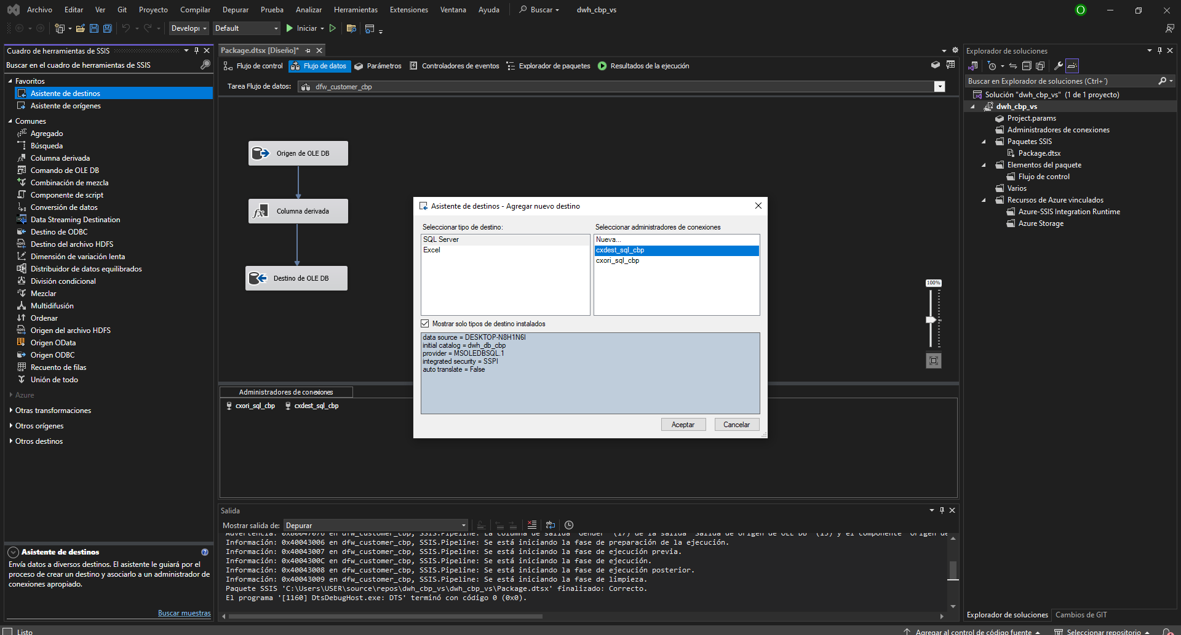 Archivo Editar Ver Git Proyecto Compilar Depurar Prueba Analizar Herramientas Extensiones Ventana Ayuda Buscar dwh_cbp_vs
Develop Default Iniciar
Cuadro de herramientas de SSIS
Buscar en el cuadro de herramientas de SSIS
Favoritos
Asistente de destinos
Asistente de orígenes
Comunes
Agregado
Búsqueda
Columna derivada
Comando de OLE DB
Combinación de mezcla
Componente de script
Conversión de datos
Data Streaming Destination
Destino de ODBC
Destino del archivo HDFS
Dimensión de variación lenta
Distribuidor de datos equilibrados
División condicional
Mezclar
Multidifusión
Ordenar
Origen del archivo HDFS
Origen OData
Origen ODBC
Recuento de filas
Unión de todo
Azure
Otras transformaciones
Otros orígenes
Otros destinos
Asistente de destinos
Envía datos a diversos destinos. El asistente le guiará por el
proceso de crear un destino y asociarlo a un administrador de
conexiones apropiado.
Buscar muestras
Package.dtsx [Diseño]*
Flujo de control Flujo de datos Parámetros Controladores de eventos Explorador de paquetes Resultados de la ejecución
Tarea Flujo de datos: dfw_customer_cbp
Origen de OLE DB
Columna derivada
Destino de OLE DB
100%
Asistente de destinos - Agregar nuevo destino
Seleccionar tipo de destino:
SQL Server
Excel
Seleccionar administradores de conexiones
Nueva...
cxdest_sql_cbp
cxori_sql_cbp
Mostrar solo tipos de destino instalados
data source = DESKTOP-N8H1N6I
initial catalog = dwh_db_cbp
provider = MSOLEDBSQL.1
integrated security = SSPI
auto translate = False
Aceptar Cancelar
Administradores de conexiones
cxori_sql_cbp cxdest_sql_cbp
Salida
Mostrar salida de: Depurar
Información: 0x40043006 en dfw_customer_cbp, SSIS.Pipeline: Se está iniciando la fase de preparación de la ejecución.
Información: 0x40043007 en dfw_customer_cbp, SSIS.Pipeline: Se está iniciando la fase de ejecución previa.
Información: 0x4004300C en dfw_customer_cbp, SSIS.Pipeline: Se está iniciando la fase de ejecución.
Información: 0x40043008 en dfw_customer_cbp, SSIS.Pipeline: Se está iniciando la fase de ejecución posterior.
Información: 0x40043009 en dfw_customer_cbp, SSIS.Pipeline: Se está iniciando la fase de limpieza.
Paquete SSIS 'C:\Users\USER\source\repos\dwh_cbp_vs\dwh_cbp_vs\Package.dtsx' finalizado: Correcto.
El programa '[1160] DtsDebugHost.exe: DTS' terminó con código 0 (0x0).
Explorador de soluciones
Buscar en Explorador de soluciones (Ctrl+´)
Solución "dwh_cbp_vs" (1 de 1 proyecto)
dwh_cbp_vs
Project.params
Administradores de conexiones
Paquetes SSIS
Package.dtsx
Elementos del paquete
Flujo de control
Varios
Recursos de Azure vinculados
Azure-SSIS Integration Runtime
Azure Storage
Explorador de soluciones Cambios de GIT
Listo Agregar al control de código fuente Seleccionar repositorio